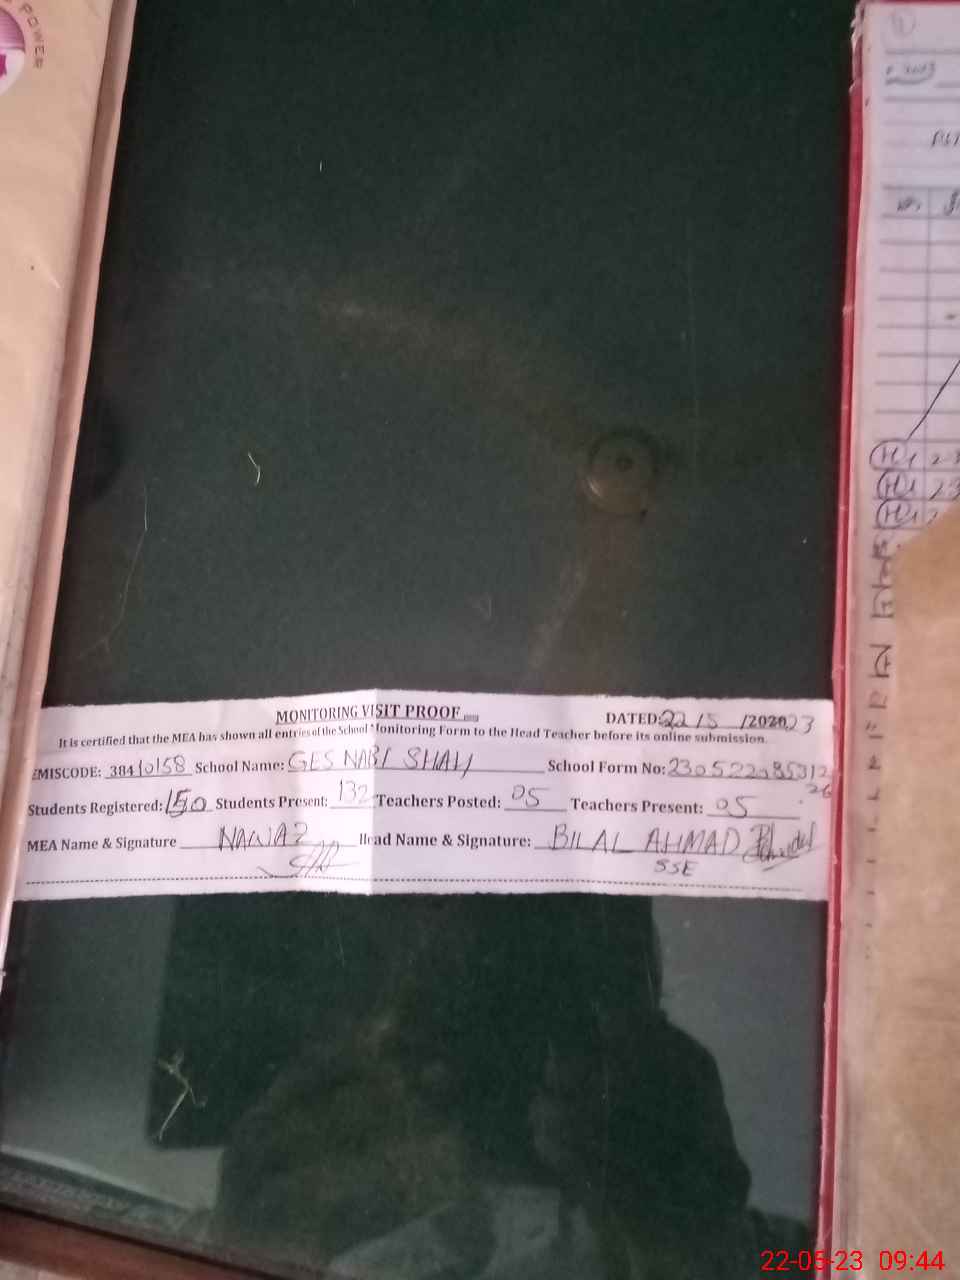 POWER
MONITORING VISIT PROOF
DATED: 22/5/202023
It is certified that the MEA has shown all entries of the School Monitoring Form to the Head Teacher before its online submission.
EMISCODE: 38410158 School Name: GES NABI SHAH School Form No: 230522085312
26
Students Registered: 150 Students Present: 132 Teachers Posted: 05 Teachers Present: 05
MEA Name & Signature NAWAZ Head Name & Signature: BILAL AHMAD
SSE
22-05-23 09:44